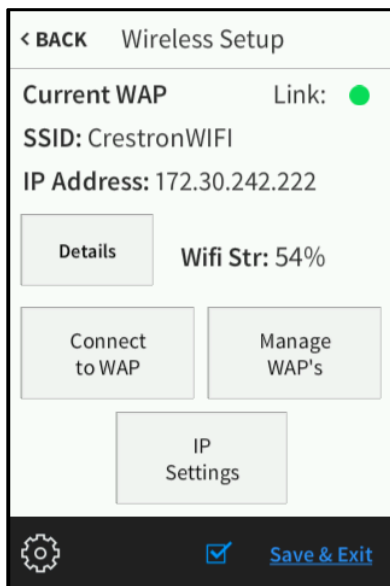 < BACK Wireless Setup
Current WAP Link:
SSID: CrestronWIFI
IP Address: 172.30.242.222
Details Wifi Str: 54%
Connect
to WAP
Manage
WAP's
IP
Settings
Save & Exit